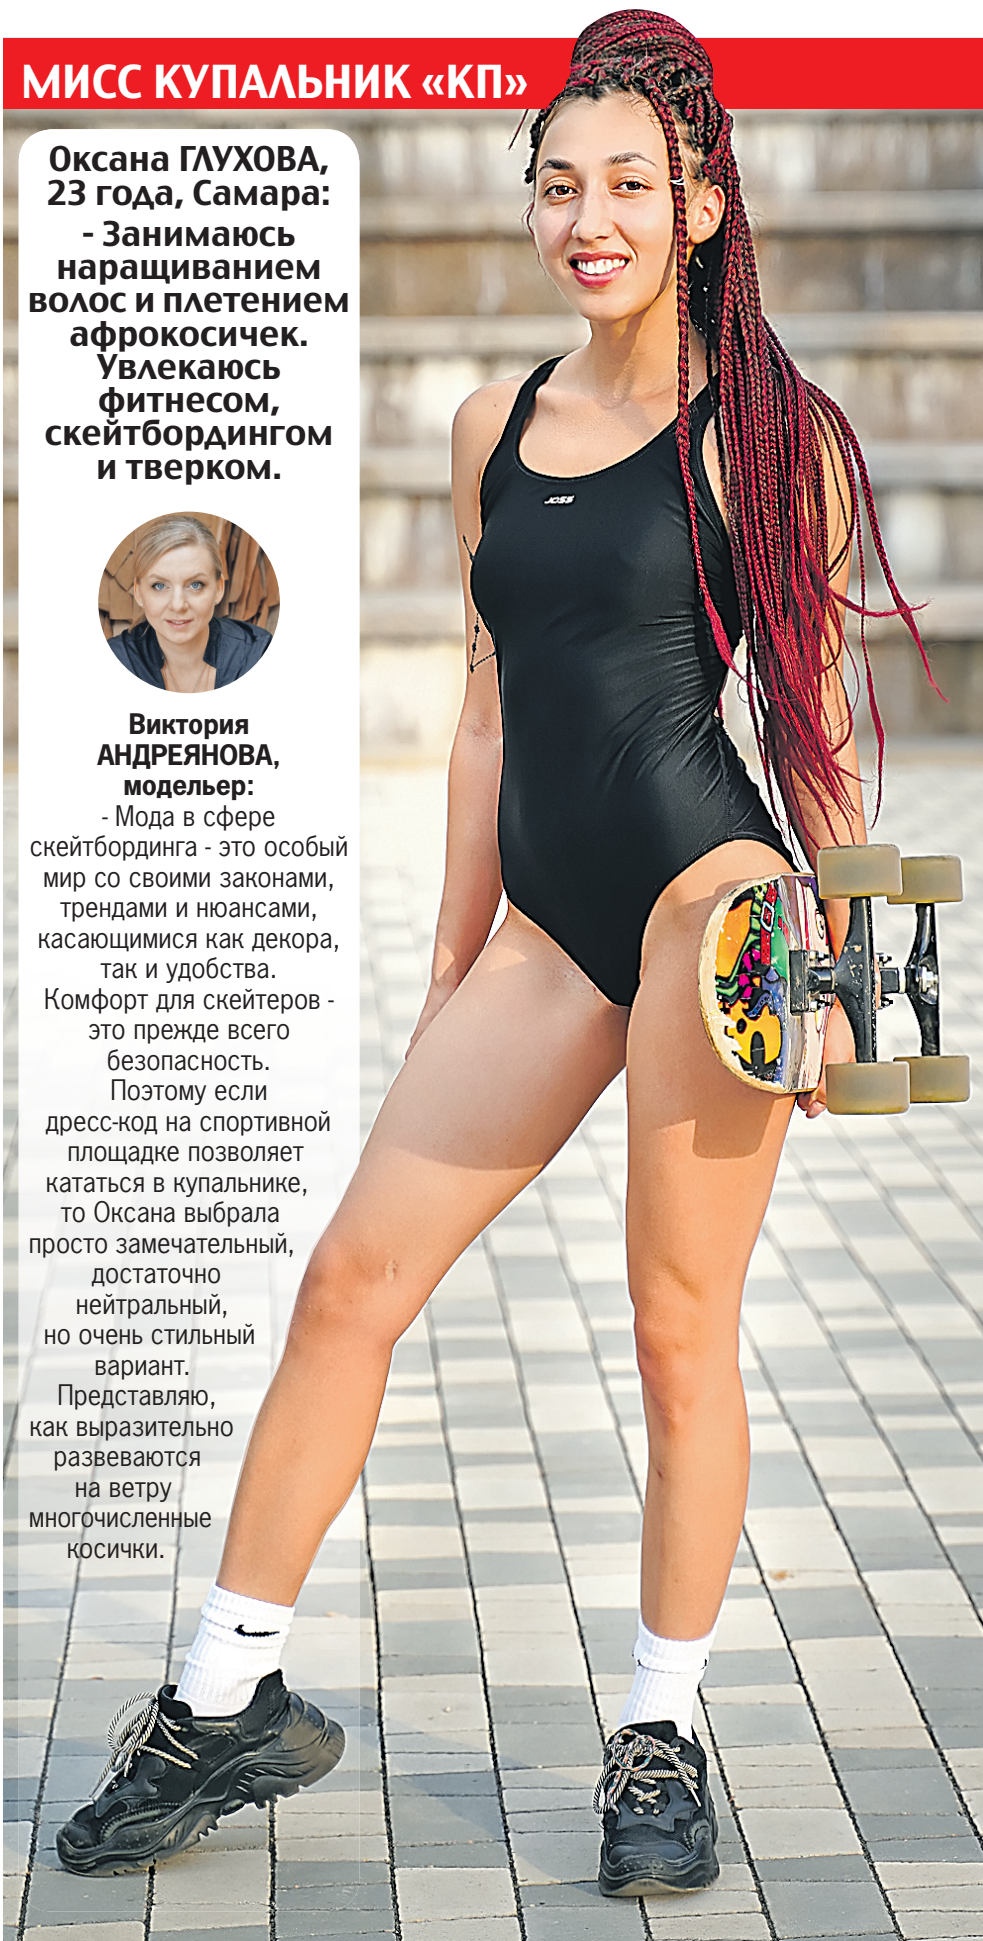 МИСС КУПАЛЬНИК «КП»
Оксана ГЛУХОВА,
23 года, Самара:
- Занимаюсь
наращиванием
волос и плетением
афрокосичек.
Увлекаюсь
фитнесом,
скейтбордингом
и тверком.
JOSS
Виктория
АНДРЕЯНОВА,
модельер:
- Мода в сфере
скейтбординга - это особый
мир со своими законами,
трендами и нюансами,
касающимися как декора,
так и удобства.
Комфорт для скейтеров -
это прежде всего
безопасность.
Поэтому если
дресс-код на спортивной
площадке позволяет
кататься в купальнике,
то Оксана выбрала
просто замечательный,
достаточно
нейтральный,
но очень стильный
вариант.
Представляю,
как выразительно
развеваются
на ветру
многочисленные
косички.